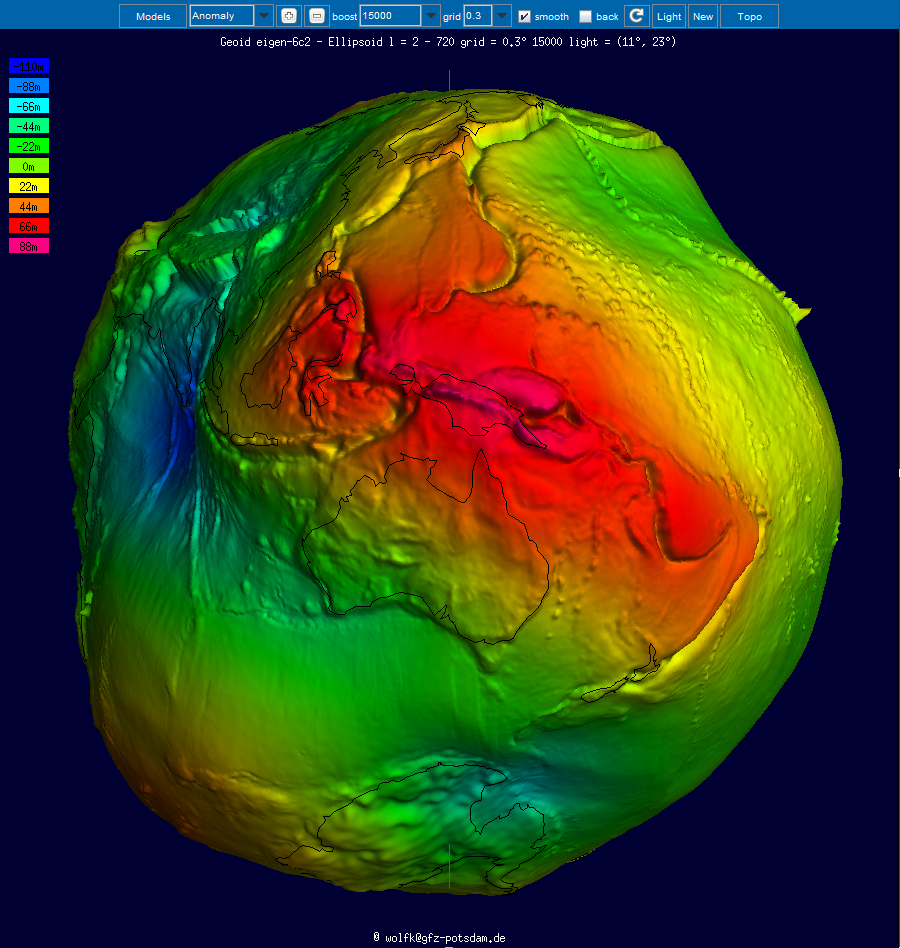 Models Anomaly boost 15000 grid 0.3 smooth back Light New Topo
Geoid eigen-6c2 - Ellipsoid l = 2 - 720 grid = 0.3° 15000 light = (11°, 23°)
-110m
-88m
-66m
-44m
-22m
0m
22m
44m
66m
88m
© wolfk@gfz-potsdam.de